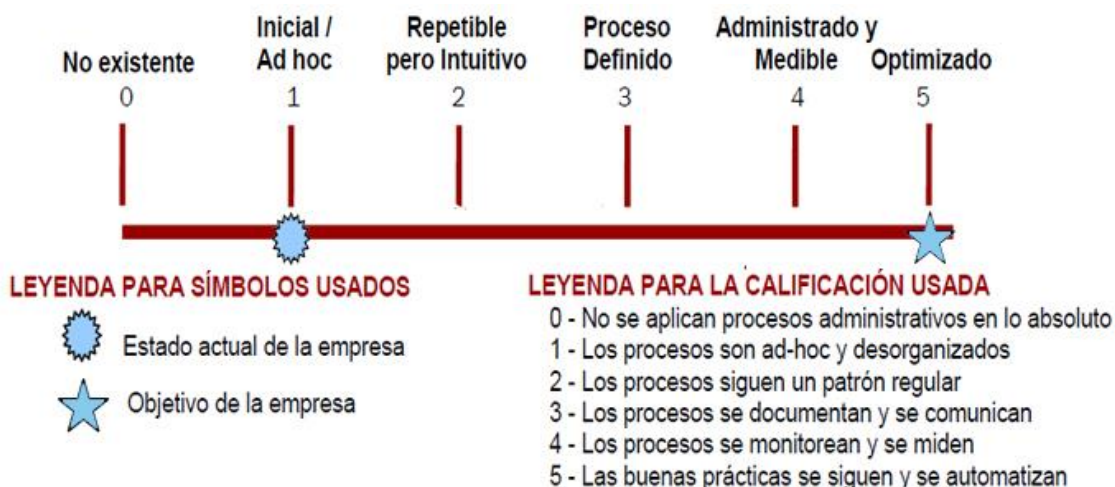 No existente
Inicial /
Ad hoc
Repetible
pero Intuitivo
Proceso
Definido
Administrado y
Medible
Optimizado
0
1
2
3
4
5
LEYENDA PARA SÍMBOLOS USADOS
Estado actual de la empresa
Objetivo de la empresa
LEYENDA PARA LA CALIFICACIÓN USADA
0 - No se aplican procesos administrativos en lo absoluto
1 - Los procesos son ad-hoc y desorganizados
2 - Los procesos siguen un patrón regular
3 - Los procesos se documentan y se comunican
4 - Los procesos se monitorean y se miden
5 - Las buenas prácticas se siguen y se automatizan